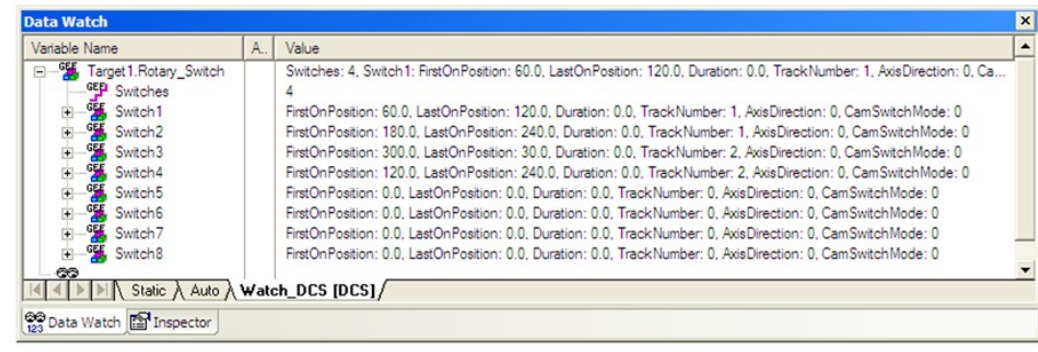 Data Watch
Variable Name A.. Value
Target1.Rotary_Switch Switches: 4, Switch1: FirstOnPosition: 60.0, LastOnPosition: 120.0, Duration: 0.0, TrackNumber: 1, AxisDirection: 0, Ca...
Switches 4
Switch1 FirstOnPosition: 60.0, LastOnPosition: 120.0, Duration: 0.0, TrackNumber: 1, AxisDirection: 0, CamSwitchMode: 0
Switch2 FirstOnPosition: 180.0, LastOnPosition: 240.0, Duration: 0.0, TrackNumber: 1, AxisDirection: 0, CamSwitchMode: 0
Switch3 FirstOnPosition: 300.0, LastOnPosition: 30.0, Duration: 0.0, TrackNumber: 2, AxisDirection: 0, CamSwitchMode: 0
Switch4 FirstOnPosition: 120.0, LastOnPosition: 240.0, Duration: 0.0, TrackNumber: 2, AxisDirection: 0, CamSwitchMode: 0
Switch5 FirstOnPosition: 0.0, LastOnPosition: 0.0, Duration: 0.0, TrackNumber: 0, AxisDirection: 0, CamSwitchMode: 0
Switch6 FirstOnPosition: 0.0, LastOnPosition: 0.0, Duration: 0.0, TrackNumber: 0, AxisDirection: 0, CamSwitchMode: 0
Switch7 FirstOnPosition: 0.0, LastOnPosition: 0.0, Duration: 0.0, TrackNumber: 0, AxisDirection: 0, CamSwitchMode: 0
Switch8 FirstOnPosition: 0.0, LastOnPosition: 0.0, Duration: 0.0, TrackNumber: 0, AxisDirection: 0, CamSwitchMode: 0
Static Auto Watch_DCS [DCS]
123 Data Watch Inspector